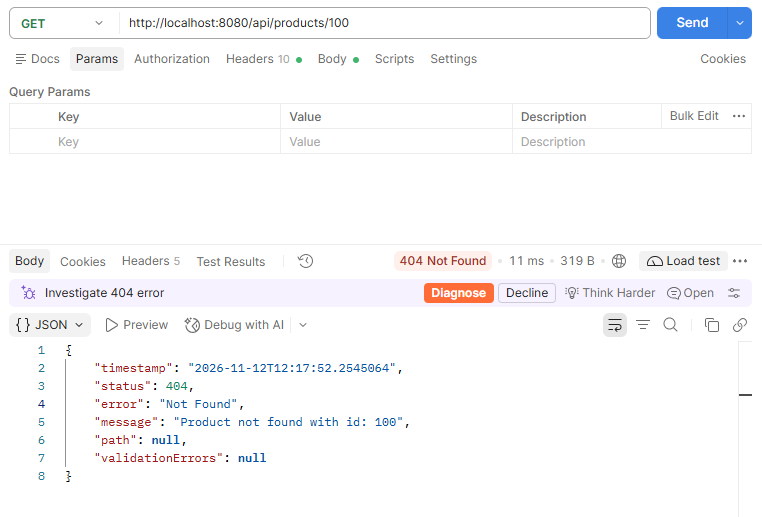 GET http://localhost:8080/api/products/100 Send
Docs Params Authorization Headers 10 Body Scripts Settings Cookies
Query Params
Key Value Description Bulk Edit
Key Value Description
Body Cookies Headers 5 Test Results 404 Not Found 11 ms 319 B Load test
Investigate 404 error Diagnose Decline Think Harder Open
{} JSON Preview Debug with AI
1 {
2 "timestamp": "2026-11-12T12:17:52.2545064",
3 "status": 404,
4 "error": "Not Found",
5 "message": "Product not found with id: 100",
6 "path": null,
7 "validationErrors": null
8 }